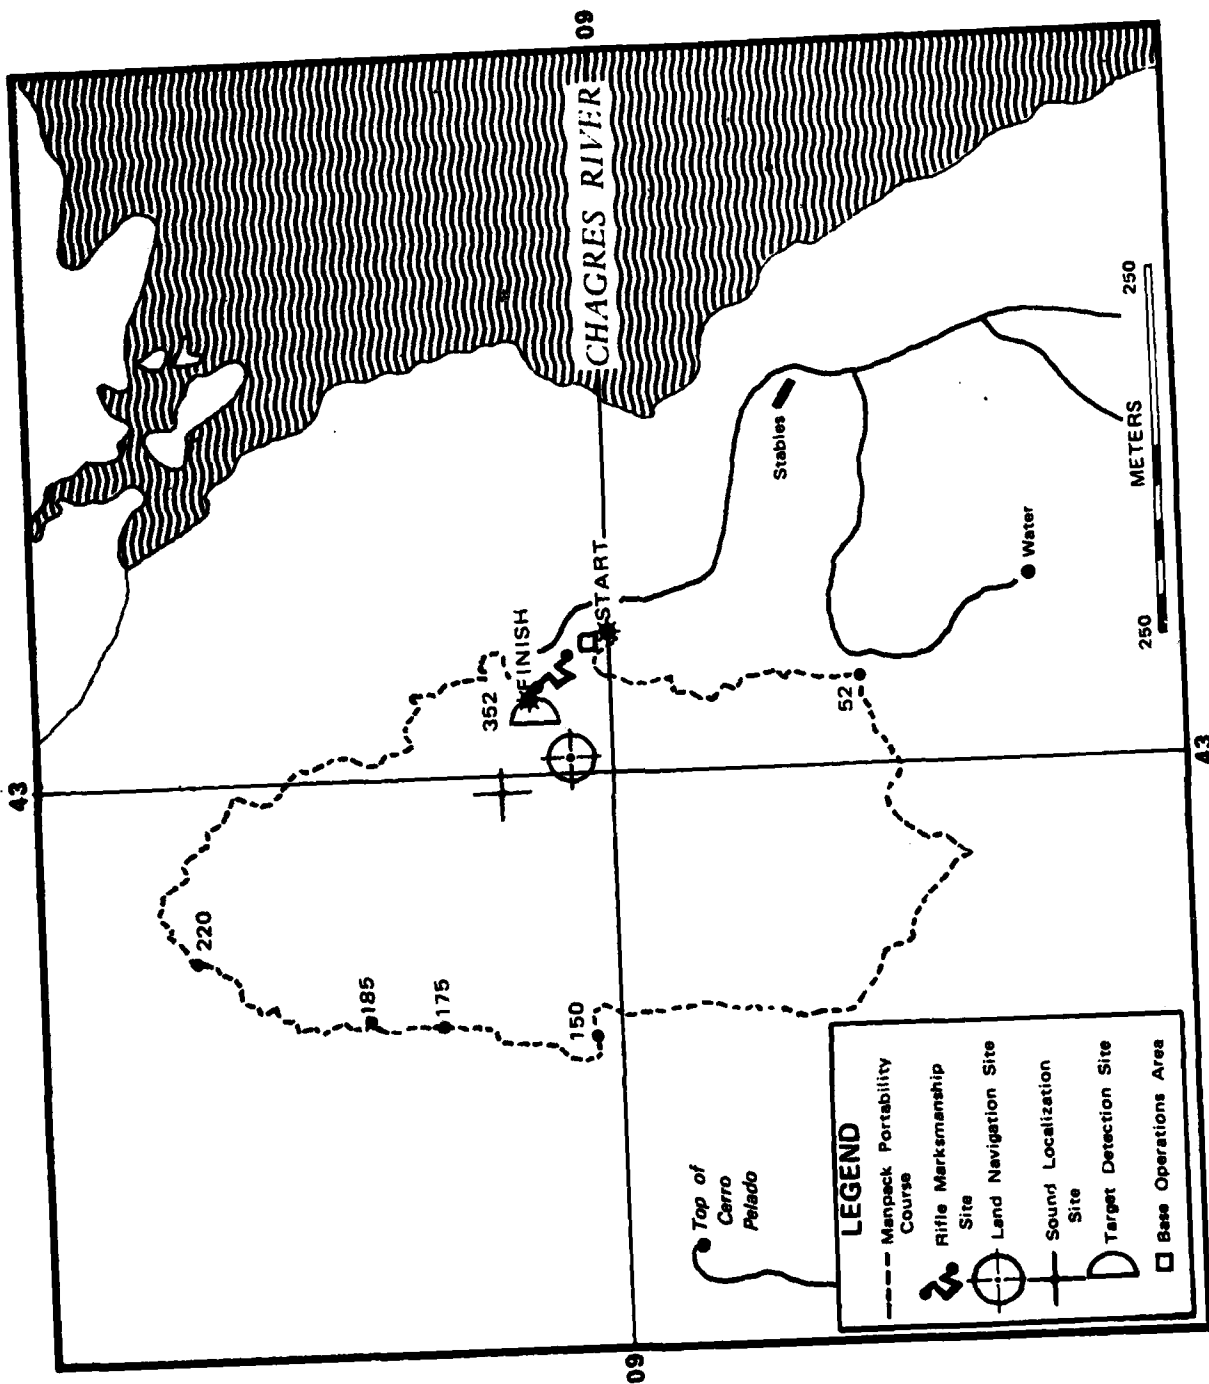 43
220
185
175
352
FINISH
150
START
09
CHAGRES RIVER
09
Top of
Cerro
Pelado
Stables
52
Water
METERS
250
250
LEGEND
Manpack Portability
Course
Rifle Marksmanship
Site
Land Navigation Site
Sound Localization
Site
Target Detection Site
Base Operations Area
43